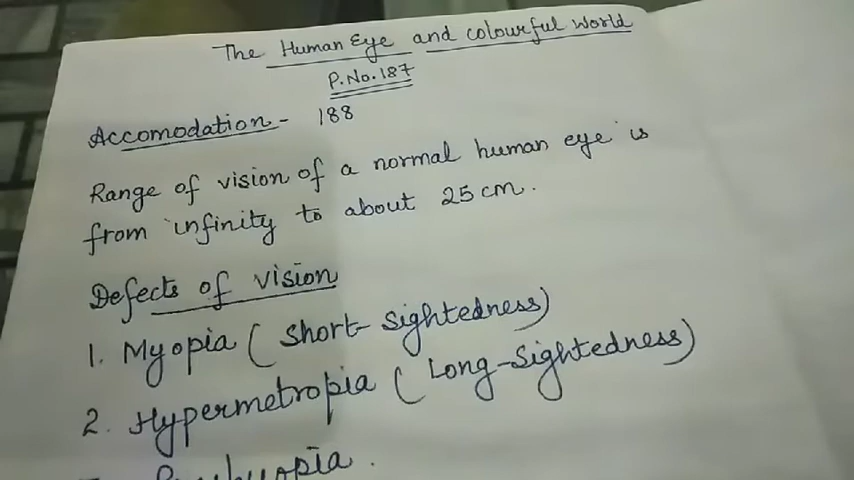 The Human Eye and colourful World
P.No.187
Accomodation - 188
Range of vision of a normal human eye is
from infinity to about 25 cm.
Defects of vision
1. Myopia ( Short-sightedness)
2. Hypermetropia ( Long-sightedness)